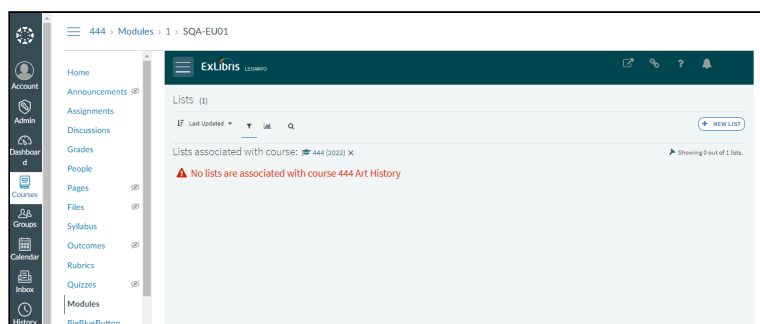 444 › Modules › 1 › SQA-EU01
Account
Admin
Dashboar
d
Courses
Groups
Calendar
Inbox
History
Home
Announcements
Assignments
Discussions
Grades
People
Pages
Files
Syllabus
Outcomes
Rubrics
Quizzes
Modules
BigBlueButton
ExLibris LEGANTO
?
Lists (1)
Last Updated
+ NEW LIST
Lists associated with course: 444 (2022) ×
Showing 0 out of 1 lists.
No lists are associated with course 444 Art History